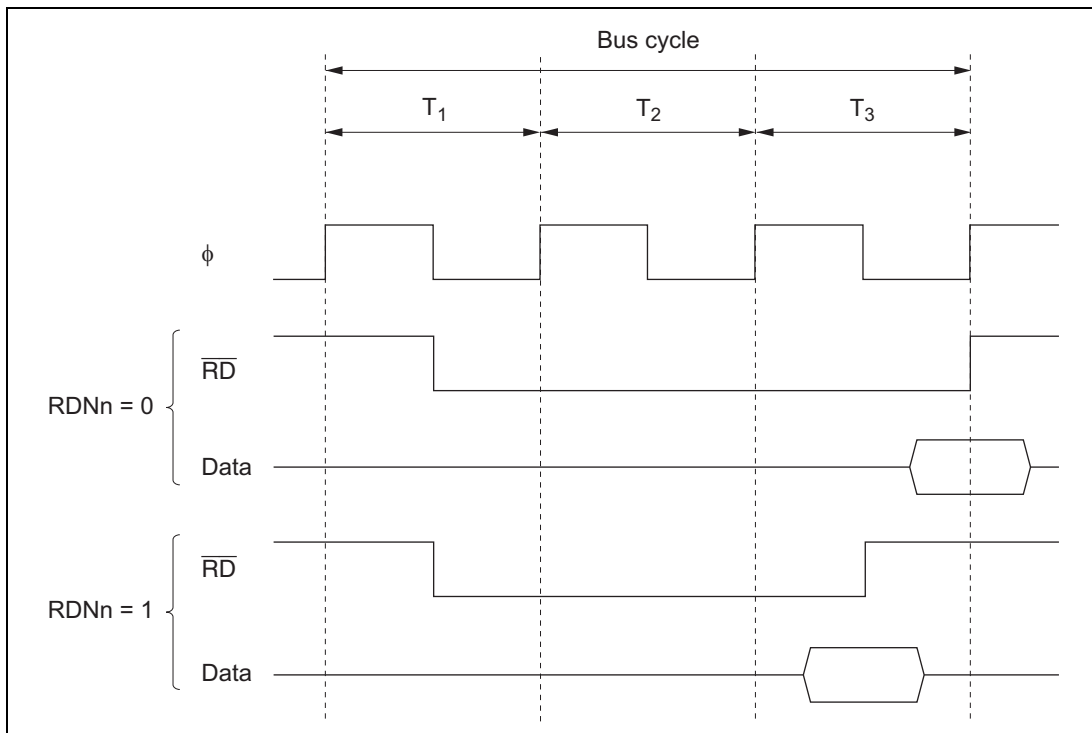 Bus cycle
T1 T2 T3
ϕ
RD
RDNn = 0
Data
RD
RDNn = 1
Data